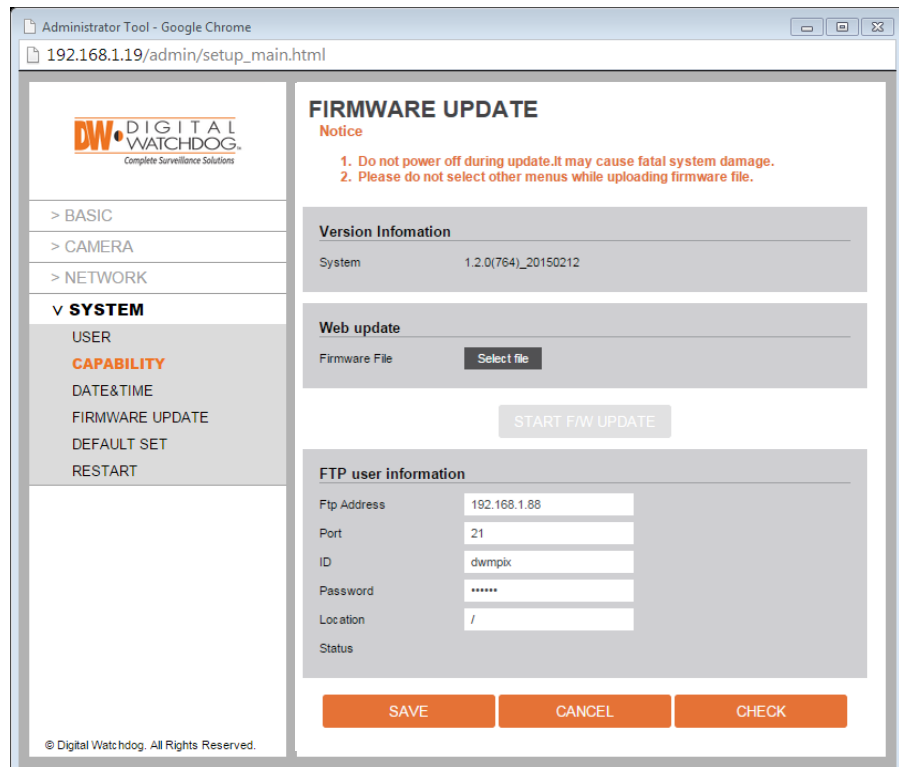 Administrator Tool - Google Chrome
192.168.1.19/admin/setup_main.html
DW DIGITAL
WATCHDOG
Complete Surveillance Solutions
> BASIC
> CAMERA
> NETWORK
v SYSTEM
USER
CAPABILITY
DATE&TIME
FIRMWARE UPDATE
DEFAULT SET
RESTART
© Digital Watchdog. All Rights Reserved.
FIRMWARE UPDATE
Notice
1. Do not power off during update.It may cause fatal system damage.
2. Please do not select other menus while uploading firmware file.
Version Infomation
System 1.2.0(764)_20150212
Web update
Firmware File Select file
START F/W UPDATE
FTP user information
Ftp Address 192.168.1.88
Port 21
ID dwmpix
Password ••••••
Location /
Status
SAVE CANCEL CHECK